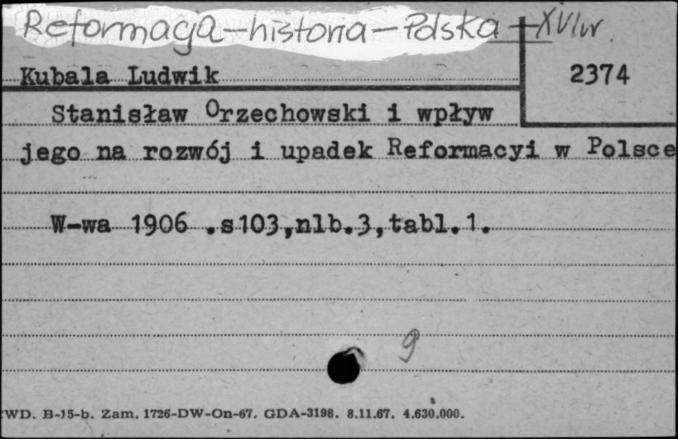 Reformacja – historia – Polska – XVI w.
Kubala Ludwik
2374
Stanisław Orzechowski i wpływ
jego na rozwój i upadek Reformacyi w Polsce
W-wa 1906 .s103,nlb.3,tabl.1.
9
WD. B-15-b. Zam. 1726-DW-On-67. GDA-3198. 8.11.67. 4.630.000.